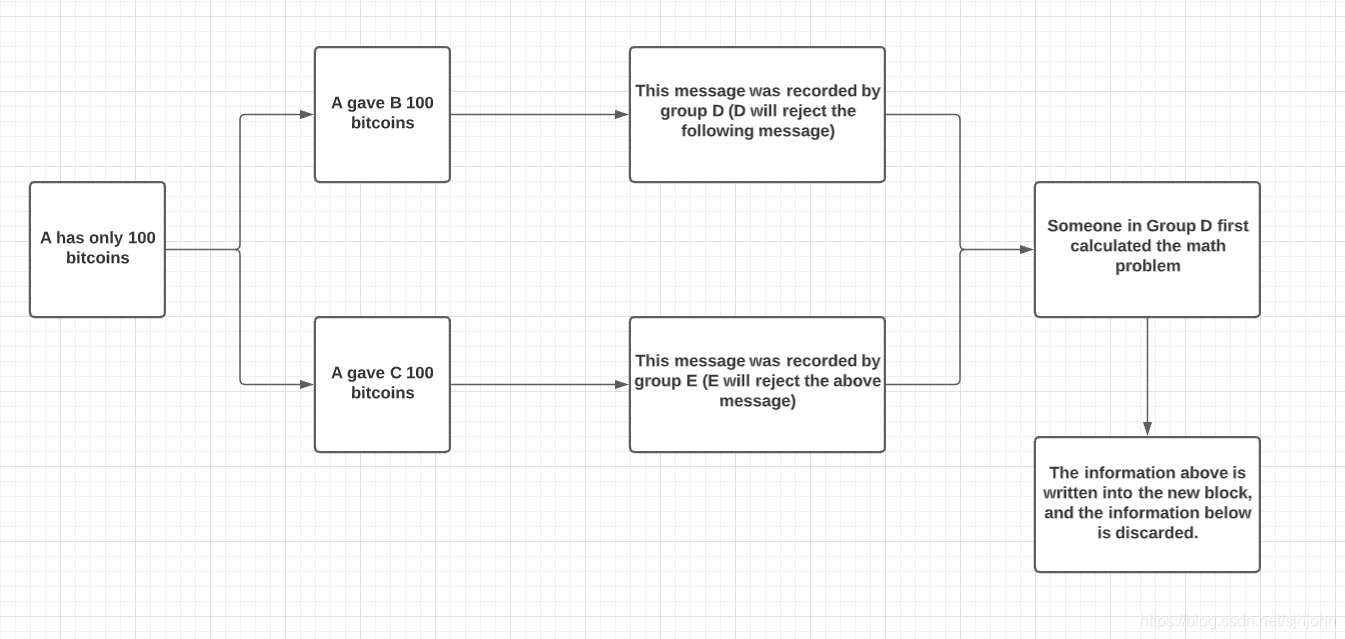 A has only 100
bitcoins
A gave B 100
bitcoins
This message was recorded by
group D (D will reject the
following message)
A gave C 100
bitcoins
This message was recorded by
group E (E will reject the above
message)
Someone in Group D first
calculated the math
problem
The information above is
written into the new block,
and the information below
is discarded.
https://blog.csdn.net/sjhjohn